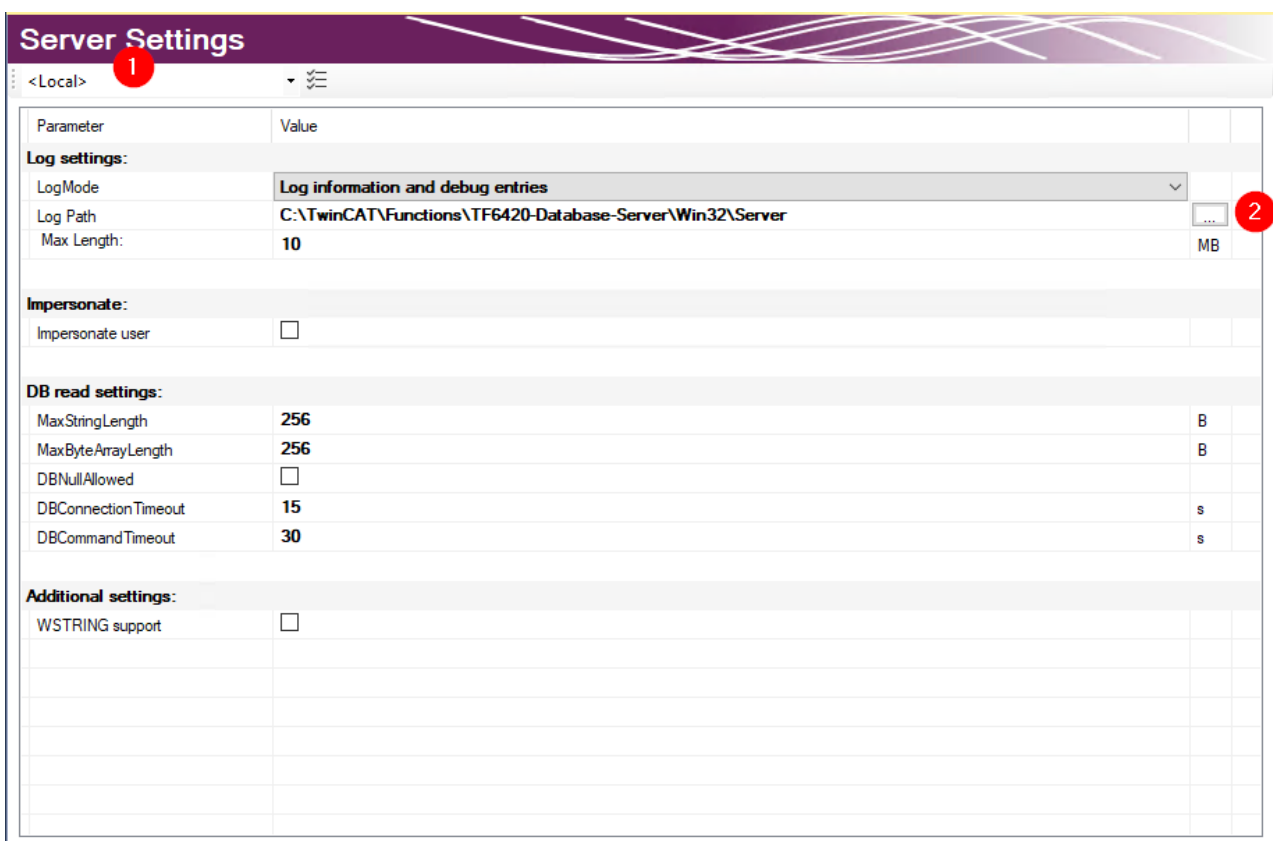 Server Settings
1
<Local>
Parameter Value
Log settings:
LogMode Log information and debug entries
Log Path C:\TwinCAT\Functions\TF6420-Database-Server\Win32\Server ... 2
Max Length: 10 MB
Impersonate:
Impersonate user
DB read settings:
MaxStringLength 256 B
MaxByteArrayLength 256 B
DBNullAllowed
DBConnectionTimeout 15 s
DBCommandTimeout 30 s
Additional settings:
WSTRING support